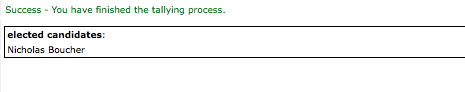 Success - You have finished the tallying process.
elected candidates:
Nicholas Boucher